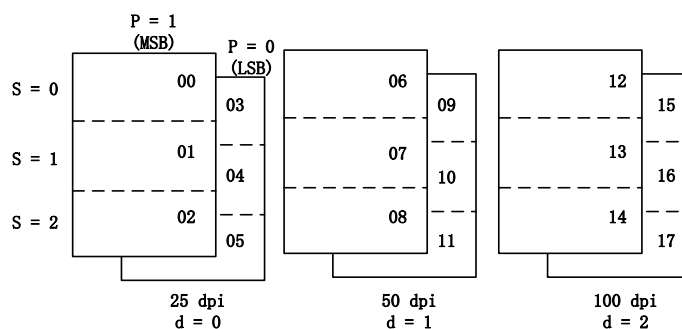 P = 1
(MSB)
P = 0
(LSB)
S = 0 00 03 06 09 12 15
S = 1 01 04 07 10 13 16
S = 2 02 05 08 11 14 17
25 dpi 50 dpi 100 dpi
d = 0 d = 1 d = 2